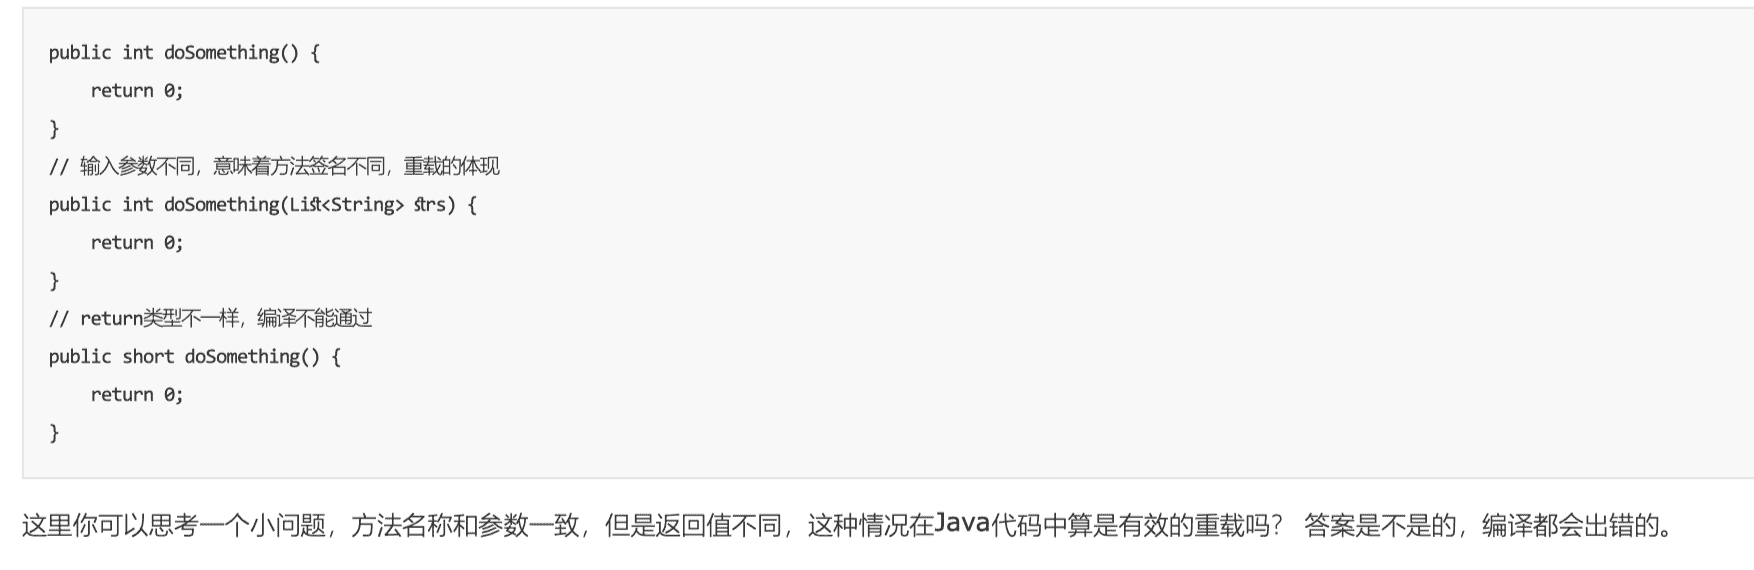 public int doSomething() {
    return 0;
}
// 输入参数不同，意味着方法签名不同，重载的体现
public int doSomething(List<String> strs) {
    return 0;
}
// return类型不一样，编译不能通过
public short doSomething() {
    return 0;
}
这里你可以思考一个小问题，方法名称和参数一致，但是返回值不同，这种情况在Java代码中算是有效的重载吗？ 答案是不是的，编译都会出错的。